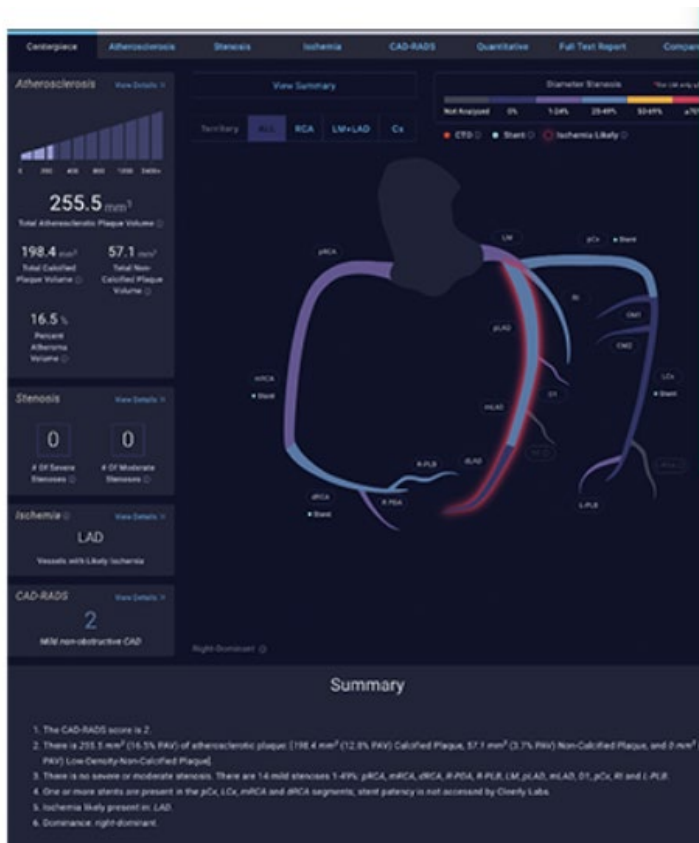 Centerpiece Atherosclerosis Stenosis Ischemia CAD-RADS Quantitative Full Text Report Compar
Atherosclerosis View Details
0 200 400 800 1200 2400+
255.5 mm³
Total Atherosclerotic Plaque Volume
198.4 mm³ 57.1 mm³
Total Calcified Plaque Volume
Total Non-Calcified Plaque Volume
16.5 %
Percent Atheroma Volume
Stenosis View Details
0 0
# Of Severe Stenoses
# Of Moderate Stenoses
Ischemia View Details
LAD
Vessels with Likely Ischemia
CAD-RADS View Details
2
Mild non-obstructive CAD
View Summary
Territory ALL RCA LM+LAD Cx
Diameter Stenosis
Not Analyzed 0% 1-24% 25-49% 50-69% ≥70%
CTO Stent Ischemia Likely
pRCA
mRCA
Stent
dRCA
Stent
R-PDA
R-PLB
LM
pLAD
mLAD
dLAD
D1
RI
pCx Stent
OM1
OM2
LCx
Stent
L-PLB
Right-Dominant
Summary
1. The CAD-RADS score is 2.
2. There is 255.5 mm³ (16.5% PAV) of atherosclerotic plaque: [198.4 mm³ (12.8% PAV) Calcified Plaque, 57.1 mm³ (3.7% PAV) Non-Calcified Plaque, and 0 mm³
PAV) Low-Density-Non-Calcified Plaque]
3. There is no severe or moderate stenosis. There are 14 mild stenoses 1-49%: pRCA, mRCA, dRCA, R-PDA, R-PLB, LM, pLAD, mLAD, D1, pCx, RI and L-PLB.
4. One or more stents are present in the pCx, LCx, mRCA and dRCA segments; stent patency is not accessed by Cleerly Labs.
5. Ischemia likely present in: LAD.
6. Dominance: right-dominant.